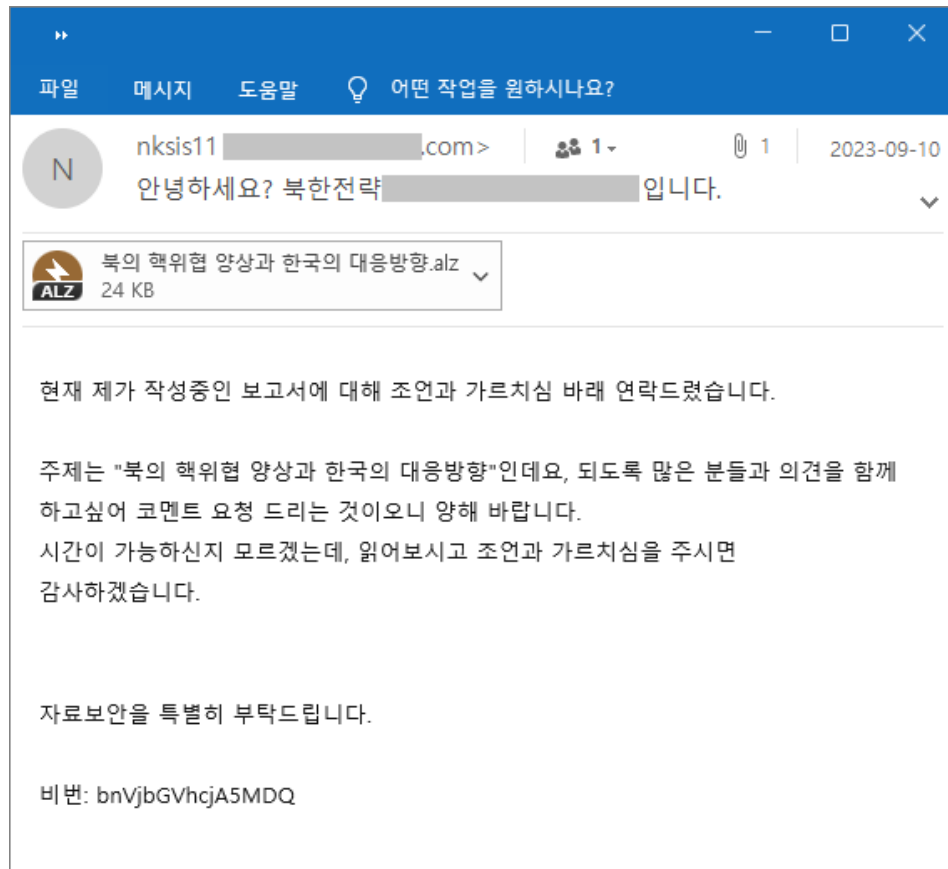 파일 메시지 도움말 어떤 작업을 원하시나요?
N
nksis11 .com> 1 1 2023-09-10
안녕하세요? 북한전략 입니다.
북의 핵위협 양상과 한국의 대응방향.alz
ALZ 24 KB
현재 제가 작성중인 보고서에 대해 조언과 가르치심 바래 연락드렸습니다.
주제는 "북의 핵위협 양상과 한국의 대응방향"인데요, 되도록 많은 분들과 의견을 함께
하고싶어 코멘트 요청 드리는 것이오니 양해 바랍니다.
시간이 가능하신지 모르겠는데, 읽어보시고 조언과 가르치심을 주시면
감사하겠습니다.
자료보안을 특별히 부탁드립니다.
비번: bnVjbGVhcjA5MDQ